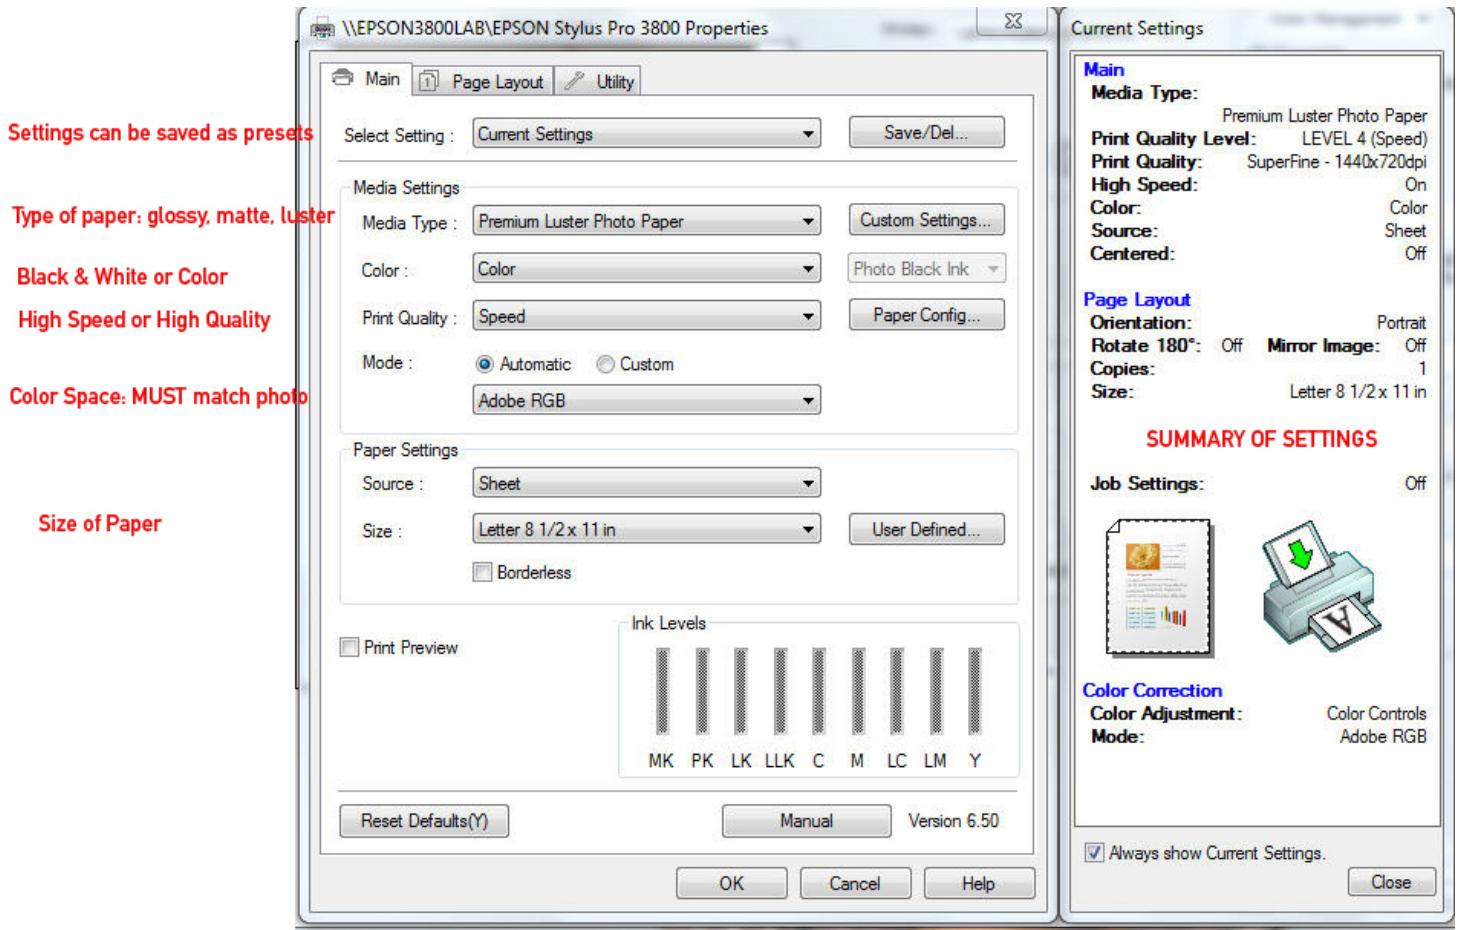 \\EPSON3800LAB\EPSON Stylus Pro 3800 Properties
Main
Page Layout
Utility
Settings can be saved as presets
Select Setting :
Current Settings
Save/Del...
Media Settings
Type of paper: glossy, matte, luster
Media Type :
Premium Luster Photo Paper
Custom Settings...
Black & White or Color
Color :
Color
Photo Black Ink
High Speed or High Quality
Print Quality :
Speed
Paper Config...
Mode :
Automatic
Custom
Color Space: MUST match photo
Adobe RGB
Paper Settings
Source :
Sheet
Size of Paper
Size :
Letter 8 1/2 x 11 in
User Defined...
Borderless
Print Preview
Ink Levels
MK PK LK LLK C M LC LM Y
Reset Defaults(Y)
Manual
Version 6.50
OK
Cancel
Help
Current Settings
Main
Media Type:
Premium Luster Photo Paper
Print Quality Level: LEVEL 4 (Speed)
Print Quality: SuperFine - 1440x720dpi
High Speed: On
Color: Color
Source: Sheet
Centered: Off
Page Layout
Orientation: Portrait
Rotate 180°: Off Mirror Image: Off
Copies: 1
Size: Letter 8 1/2 x 11 in
SUMMARY OF SETTINGS
Job Settings: Off
A
Color Correction
Color Adjustment: Color Controls
Mode: Adobe RGB
Always show Current Settings.
Close